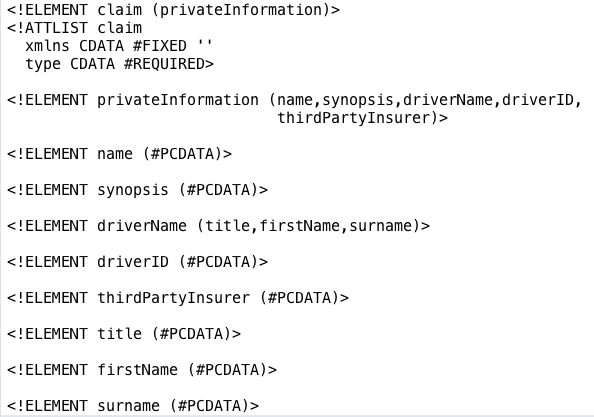 <!ELEMENT claim (privateInformation)>
<!ATTLIST claim
  xmlns CDATA #FIXED ''
  type CDATA #REQUIRED>
<!ELEMENT privateInformation (name,synopsis,driverName,driverID,
                              thirdPartyInsurer)>
<!ELEMENT name (#PCDATA)>
<!ELEMENT synopsis (#PCDATA)>
<!ELEMENT driverName (title,firstName,surname)>
<!ELEMENT driverID (#PCDATA)>
<!ELEMENT thirdPartyInsurer (#PCDATA)>
<!ELEMENT title (#PCDATA)>
<!ELEMENT firstName (#PCDATA)>
<!ELEMENT surname (#PCDATA)>